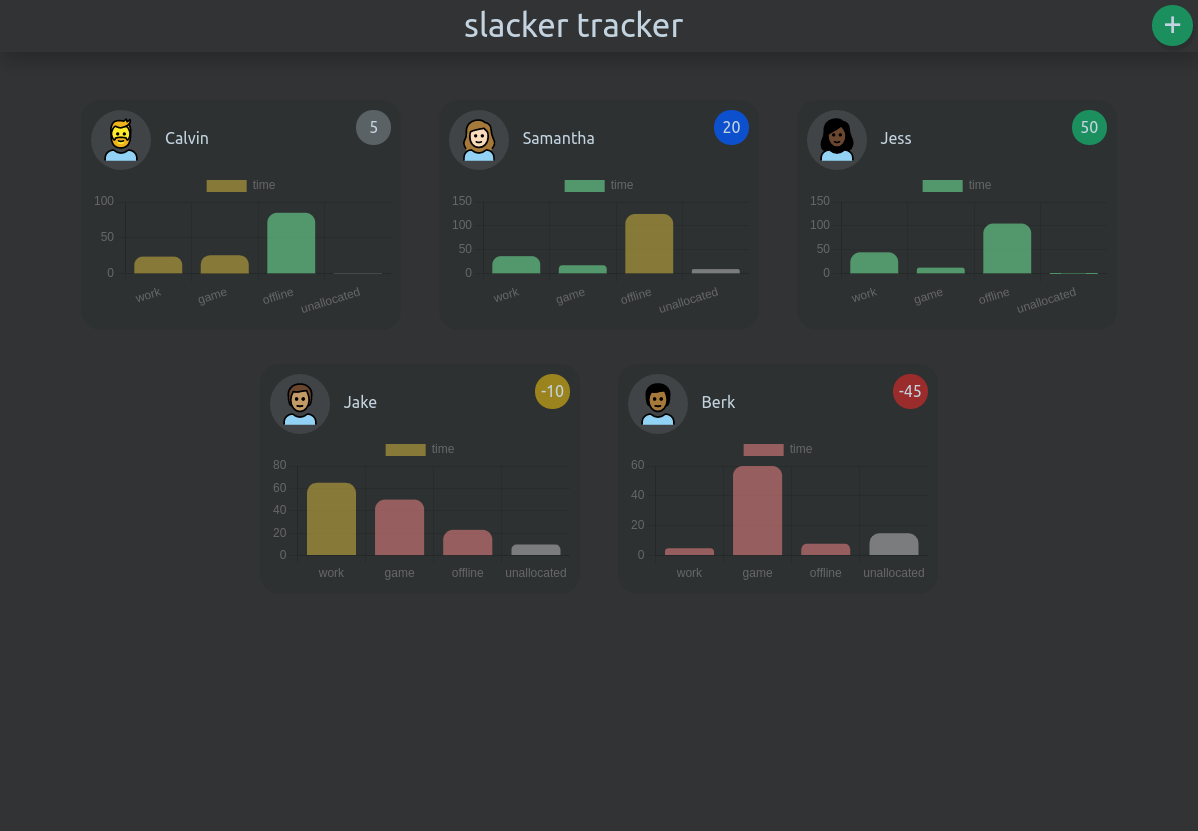 slacker tracker +
Calvin 5
time
100
50
0
work game offline unallocated
Samantha 20
time
150
100
50
0
work game offline unallocated
Jess 50
time
150
100
50
0
work game offline unallocated
Jake -10
time
80
60
40
20
0
work game offline unallocated
Berk -45
time
60
40
20
0
work game offline unallocated